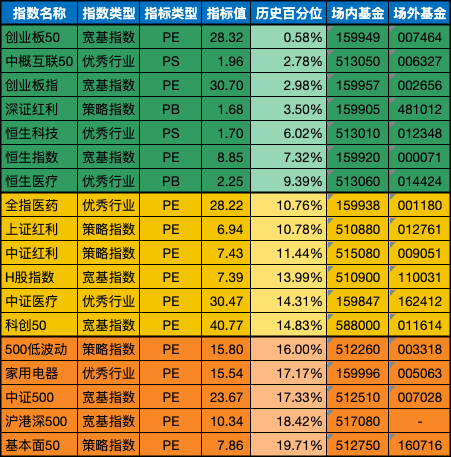 指数名称 指数类型 指标类型 指标值 历史百分位 场内基金 场外基金
创业板50 宽基指数 PE 28.32 0.58% 159949 007464
中概互联50 优秀行业 PS 1.96 2.78% 513050 006327
创业板指 宽基指数 PE 30.70 2.98% 159957 002656
深证红利 策略指数 PB 1.68 3.50% 159905 481012
恒生科技 优秀行业 PS 1.70 6.02% 513010 012348
恒生指数 宽基指数 PE 8.85 7.32% 159920 000071
恒生医疗 优秀行业 PB 2.25 9.39% 513060 014424
全指医药 优秀行业 PE 28.22 10.76% 159938 001180
上证红利 策略指数 PE 6.94 10.78% 510880 012761
中证红利 策略指数 PE 7.43 11.44% 515080 009051
H股指数 宽基指数 PE 7.39 13.99% 510900 110031
中证医疗 优秀行业 PE 30.47 14.31% 159847 162412
科创50 宽基指数 PE 40.77 14.83% 588000 011614
500低波动 策略指数 PE 15.80 16.00% 512260 003318
家用电器 优秀行业 PE 15.54 17.17% 159996 005063
中证500 宽基指数 PE 23.67 17.33% 512510 007028
沪港深500 宽基指数 PE 10.34 18.42% 517080 -
基本面50 策略指数 PE 7.86 19.71% 512750 160716